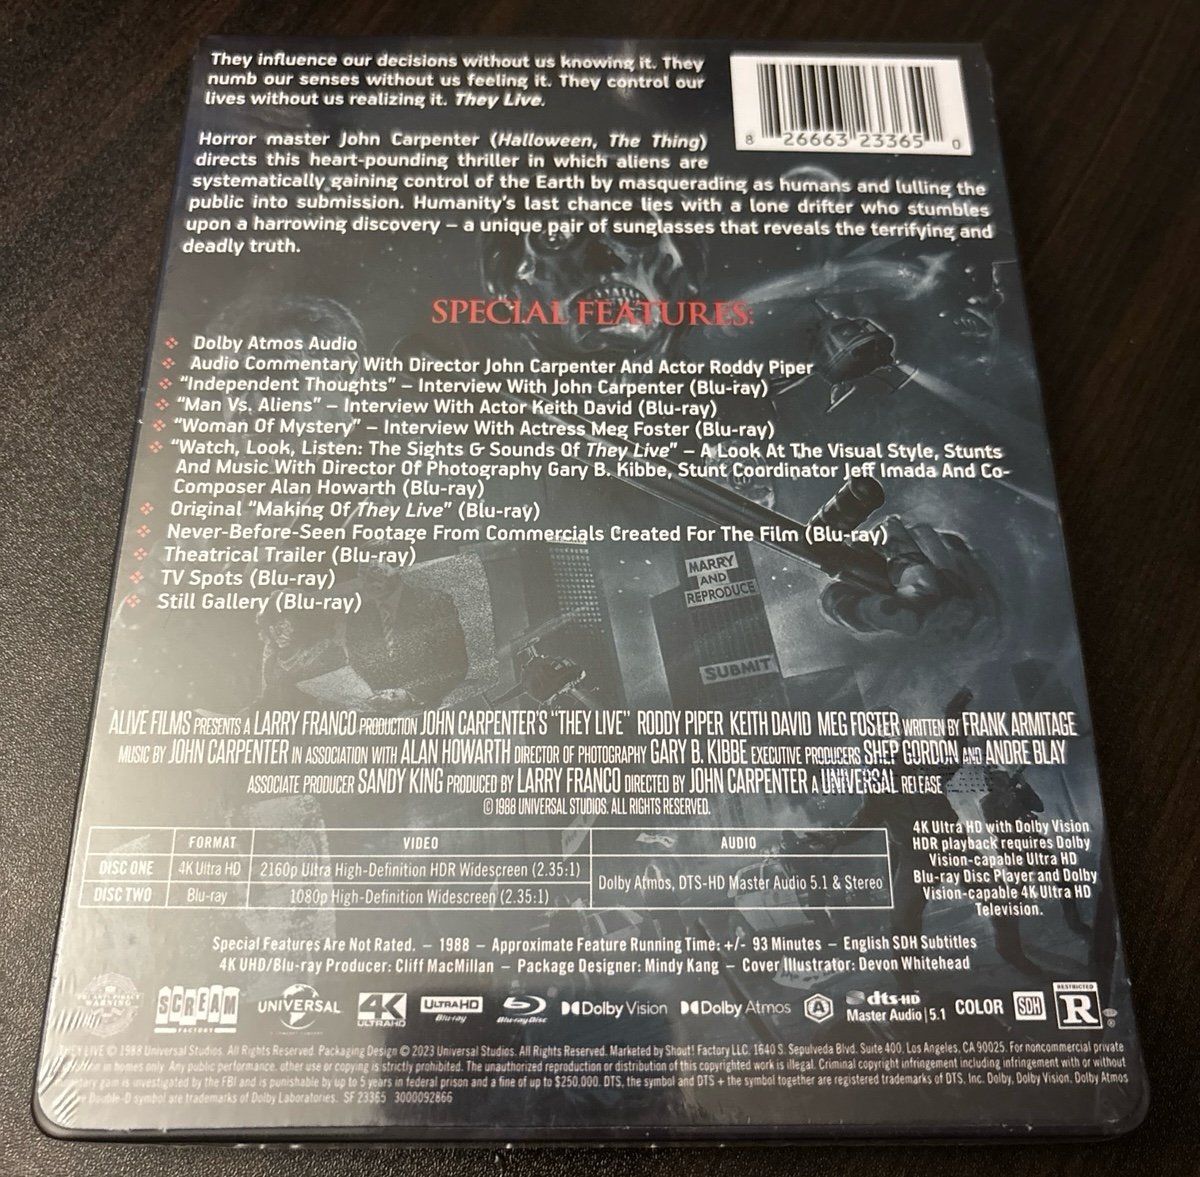 They influence our decisions without us knowing it. They
numb our senses without us feeling it. They control our
lives without us realizing it. They Live.
8 26663 23365 0
Horror master John Carpenter (Halloween, The Thing)
directs this heart-pounding thriller in which aliens are
systematically gaining control of the Earth by masquerading as humans and lulling the
public into submission. Humanity's last chance lies with a lone drifter who stumbles
upon a harrowing discovery – a unique pair of sunglasses that reveals the terrifying and
deadly truth.
SPECIAL FEATURES:
Dolby Atmos Audio
Audio Commentary With Director John Carpenter And Actor Roddy Piper
"Independent Thoughts" – Interview With John Carpenter (Blu-ray)
"Man Vs. Aliens" – Interview With Actor Keith David (Blu-ray)
"Woman Of Mystery" – Interview With Actress Meg Foster (Blu-ray)
"Watch, Look, Listen: The Sights & Sounds Of They Live" – A Look At The Visual Style, Stunts
And Music With Director Of Photography Gary B. Kibbe, Stunt Coordinator Jeff Imada And Co-
Composer Alan Howarth (Blu-ray)
Original "Making Of They Live" (Blu-ray)
Never-Before-Seen Footage From Commercials Created For The Film (Blu-ray)
Theatrical Trailer (Blu-ray)
TV Spots (Blu-ray)
Still Gallery (Blu-ray)
MARRY
AND
REPRODUCE
SUBMIT
ALIVE FILMS PRESENTS A LARRY FRANCO PRODUCTION JOHN CARPENTER'S "THEY LIVE" RODDY PIPER KEITH DAVID MEG FOSTER WRITTEN BY FRANK ARMITAGE
MUSIC BY JOHN CARPENTER IN ASSOCIATION WITH ALAN HOWARTH DIRECTOR OF PHOTOGRAPHY GARY B. KIBBE EXECUTIVE PRODUCERS SHEP GORDON AND ANDRE BLAY
ASSOCIATE PRODUCER SANDY KING PRODUCED BY LARRY FRANCO DIRECTED BY JOHN CARPENTER A UNIVERSAL RELEASE
© 1988 UNIVERSAL STUDIOS. ALL RIGHTS RESERVED.
FORMAT VIDEO AUDIO
DISC ONE 4K Ultra HD 2160p Ultra High-Definition HDR Widescreen (2.35:1)
Dolby Atmos, DTS-HD Master Audio 5.1 & Stereo
DISC TWO Blu-ray 1080p High-Definition Widescreen (2.35:1)
4K Ultra HD with Dolby Vision
HDR playback requires Dolby
Vision-capable Ultra HD
Blu-ray Disc Player and Dolby
Vision-capable 4K Ultra HD
Television.
Special Features Are Not Rated. – 1988 – Approximate Feature Running Time: +/- 93 Minutes – English SDH Subtitles
4K UHD/Blu-ray Producer: Cliff MacMillan – Package Designer: Mindy Kang – Cover Illustrator: Devon Whitehead
WARNING
SCREAM
FACTORY
UNIVERSAL
4K
ULTRA HD
ULTRA HD
Blu-ray
Blu-ray Disc
Dolby Vision
Dolby Atmos
A
dts-HD
Master Audio | 5.1
COLOR
SDH
RESTRICTED
R
®
THEY LIVE © 1988 Universal Studios. All Rights Reserved. Packaging Design © 2023 Universal Studios. All Rights Reserved. Marketed by Shout! Factory LLC. 1640 S. Sepulveda Blvd. Suite 400, Los Angeles, CA 90025. For noncommercial private
in homes only. Any public performance, other use or copying is strictly prohibited. The unauthorized reproduction or distribution of this copyrighted work is illegal. Criminal copyright infringement including infringement with or without
gain is investigated by the FBI and is punishable by up to 5 years in federal prison and a fine of up to $250,000. DTS, the symbol and DTS + the symbol together are registered trademarks of DTS, Inc. Dolby, Dolby Vision, Dolby Atmos
Double-D symbol are trademarks of Dolby Laboratories. SF 23365 3000092866